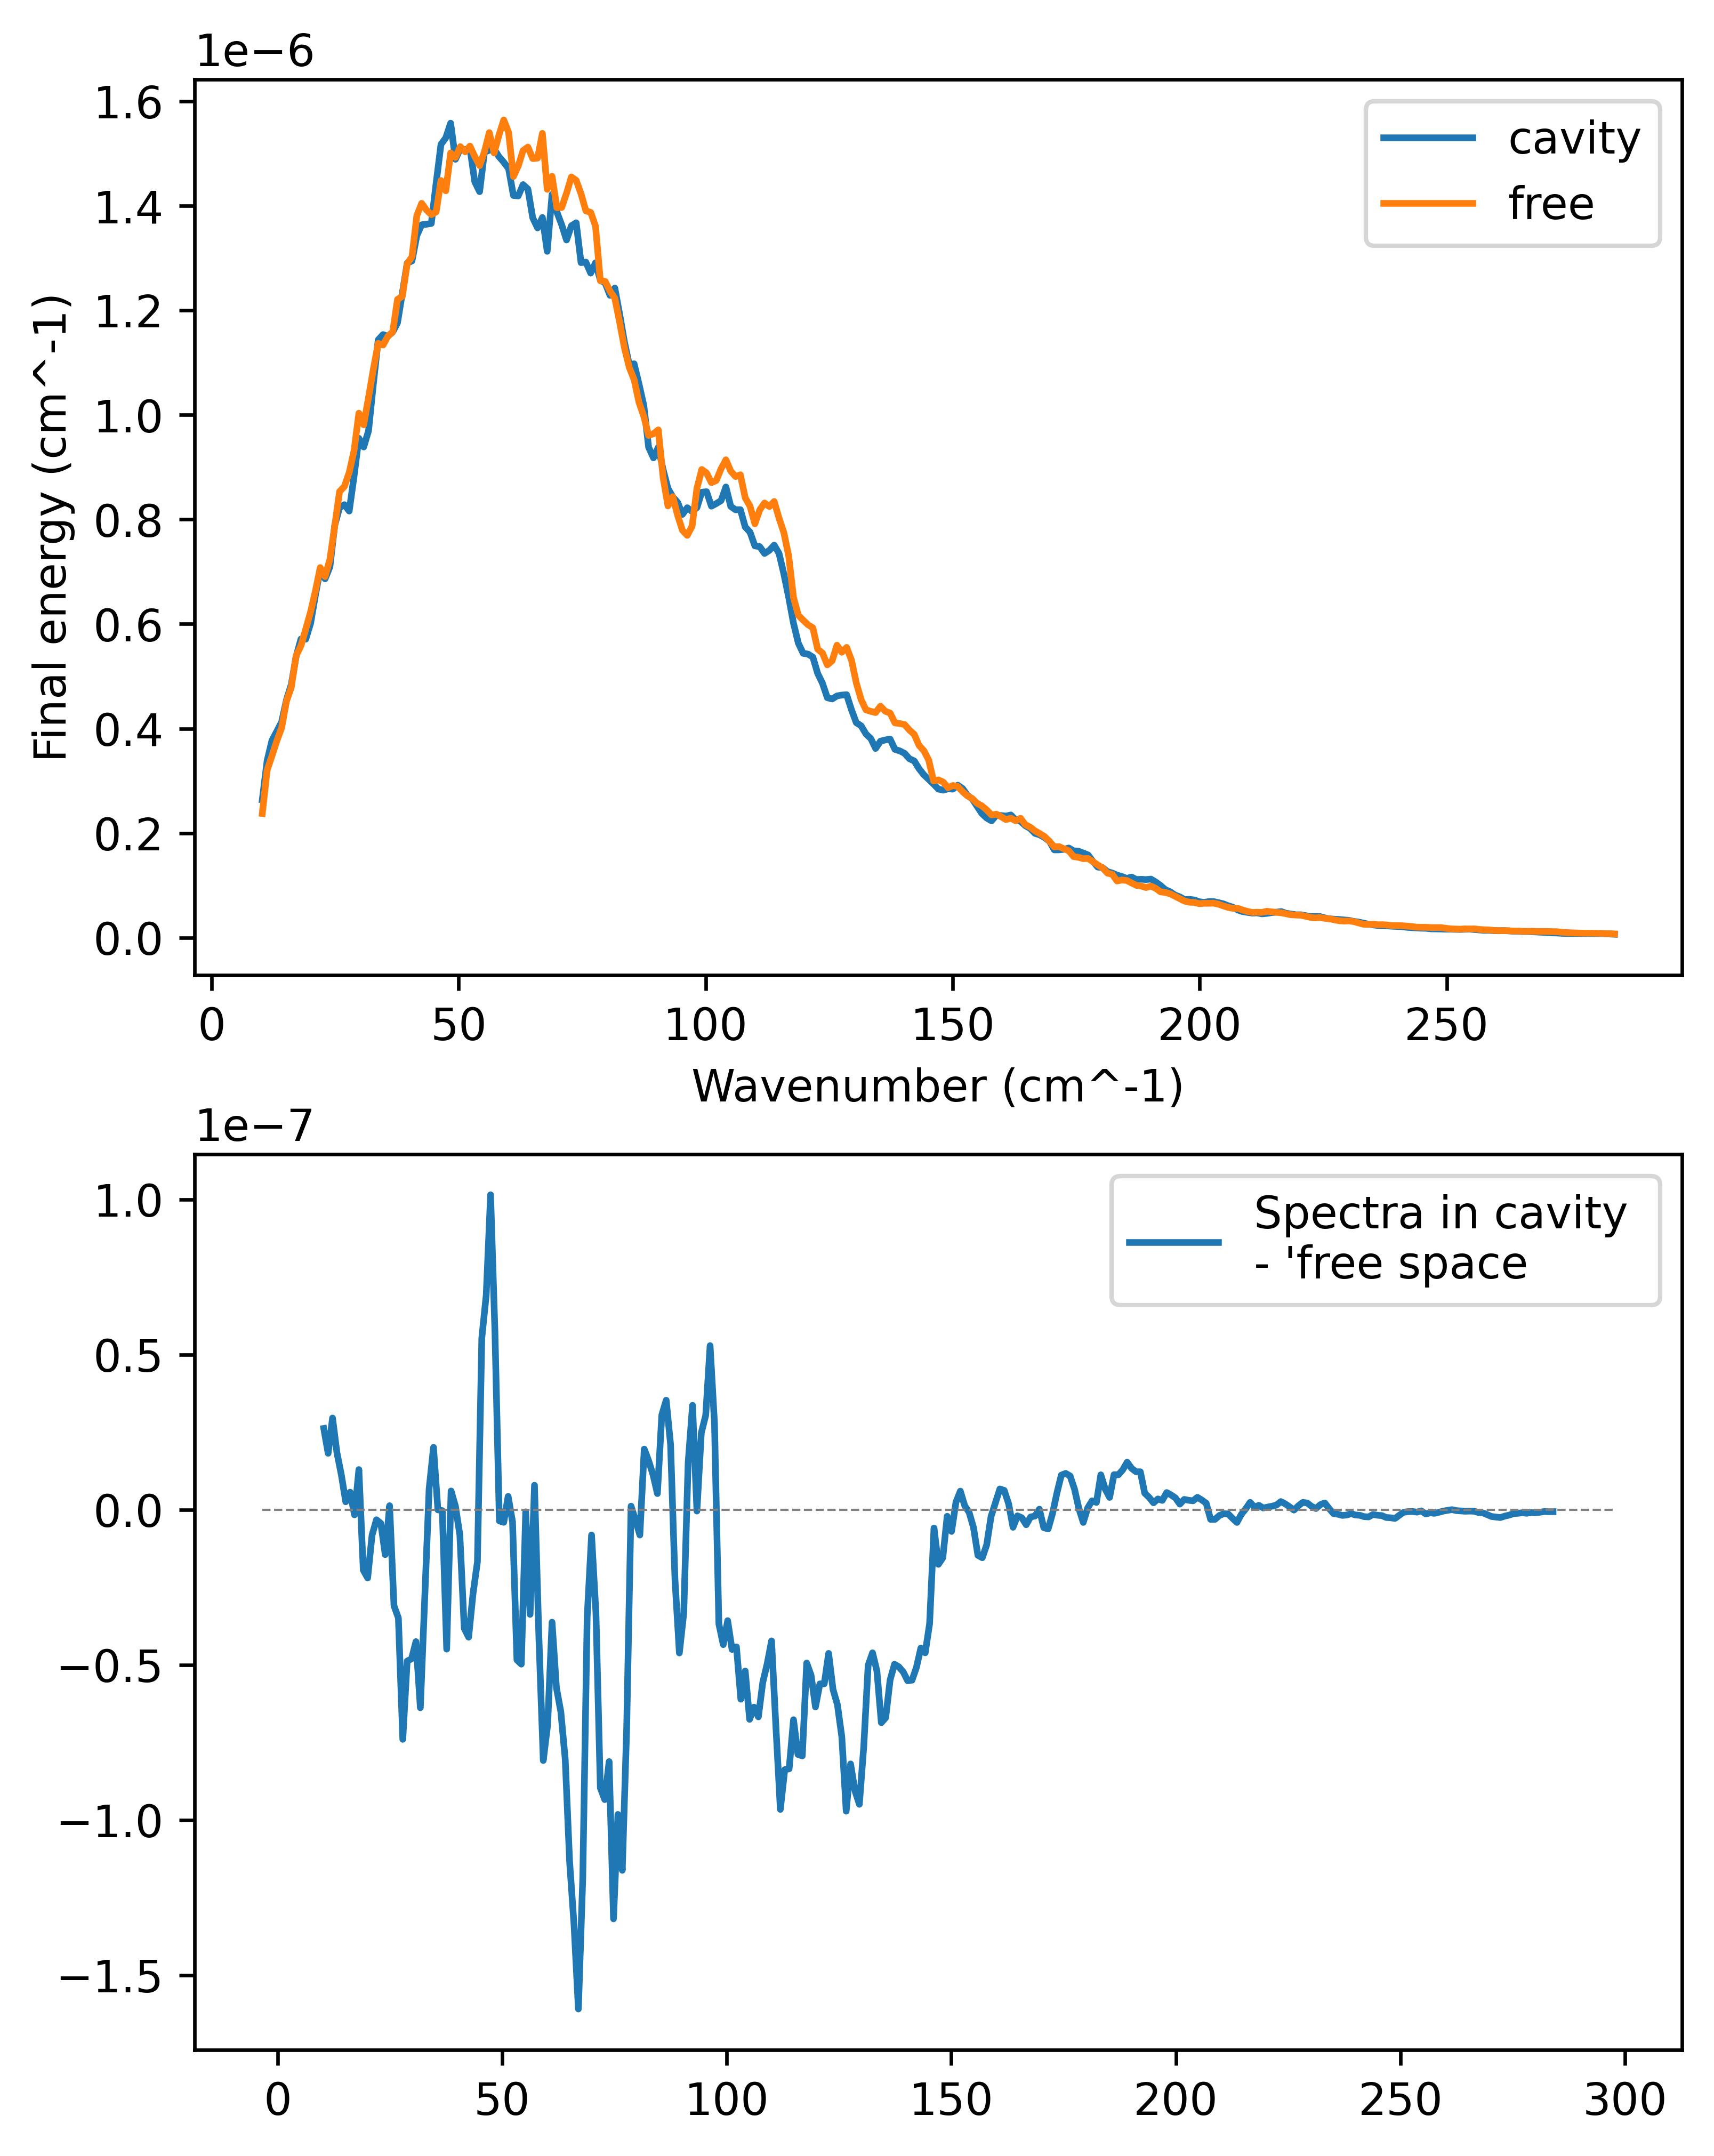 1e−6
1.6
1.4
1.2
1.0
0.8
0.6
0.4
0.2
0.0
Final energy (cm^-1)
cavity
free
0 50 100 150 200 250
Wavenumber (cm^-1)
1e−7
1.0
0.5
0.0
−0.5
−1.0
−1.5
Spectra in cavity
- 'free space
0 50 100 150 200 250 300